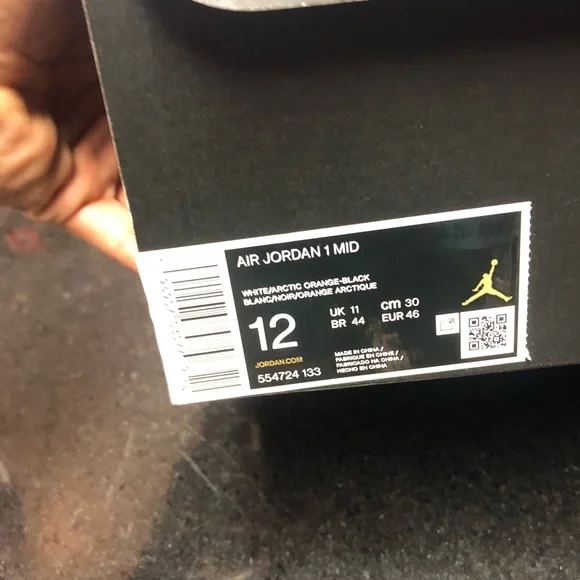 AIR JORDAN 1 MID
WHITE/ARCTIC ORANGE-BLACK
BLANC/NOIR/ORANGE ARCTIQUE
12
UK 11 cm 30
BR 44 EUR 46
JORDAN.COM
554724 133
MADE IN CHINA /
FABRIQUE EN CHINE /
FABRICADO NA CHINA /
HECHO EN CHINA